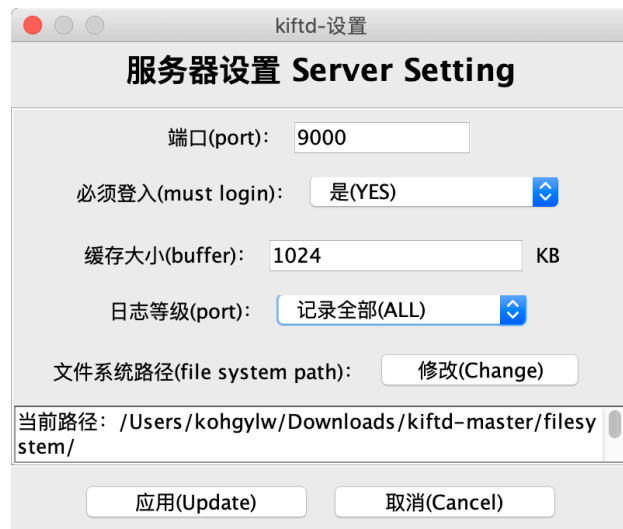 kiftd-设置
服务器设置 Server Setting
端口(port): 9000
必须登入(must login): 是(YES)
缓存大小(buffer): 1024 KB
日志等级(port): 记录全部(ALL)
文件系统路径(file system path): 修改(Change)
当前路径: /Users/kohgylw/Downloads/kiftd-master/filesy
stem/
应用(Update) 取消(Cancel)